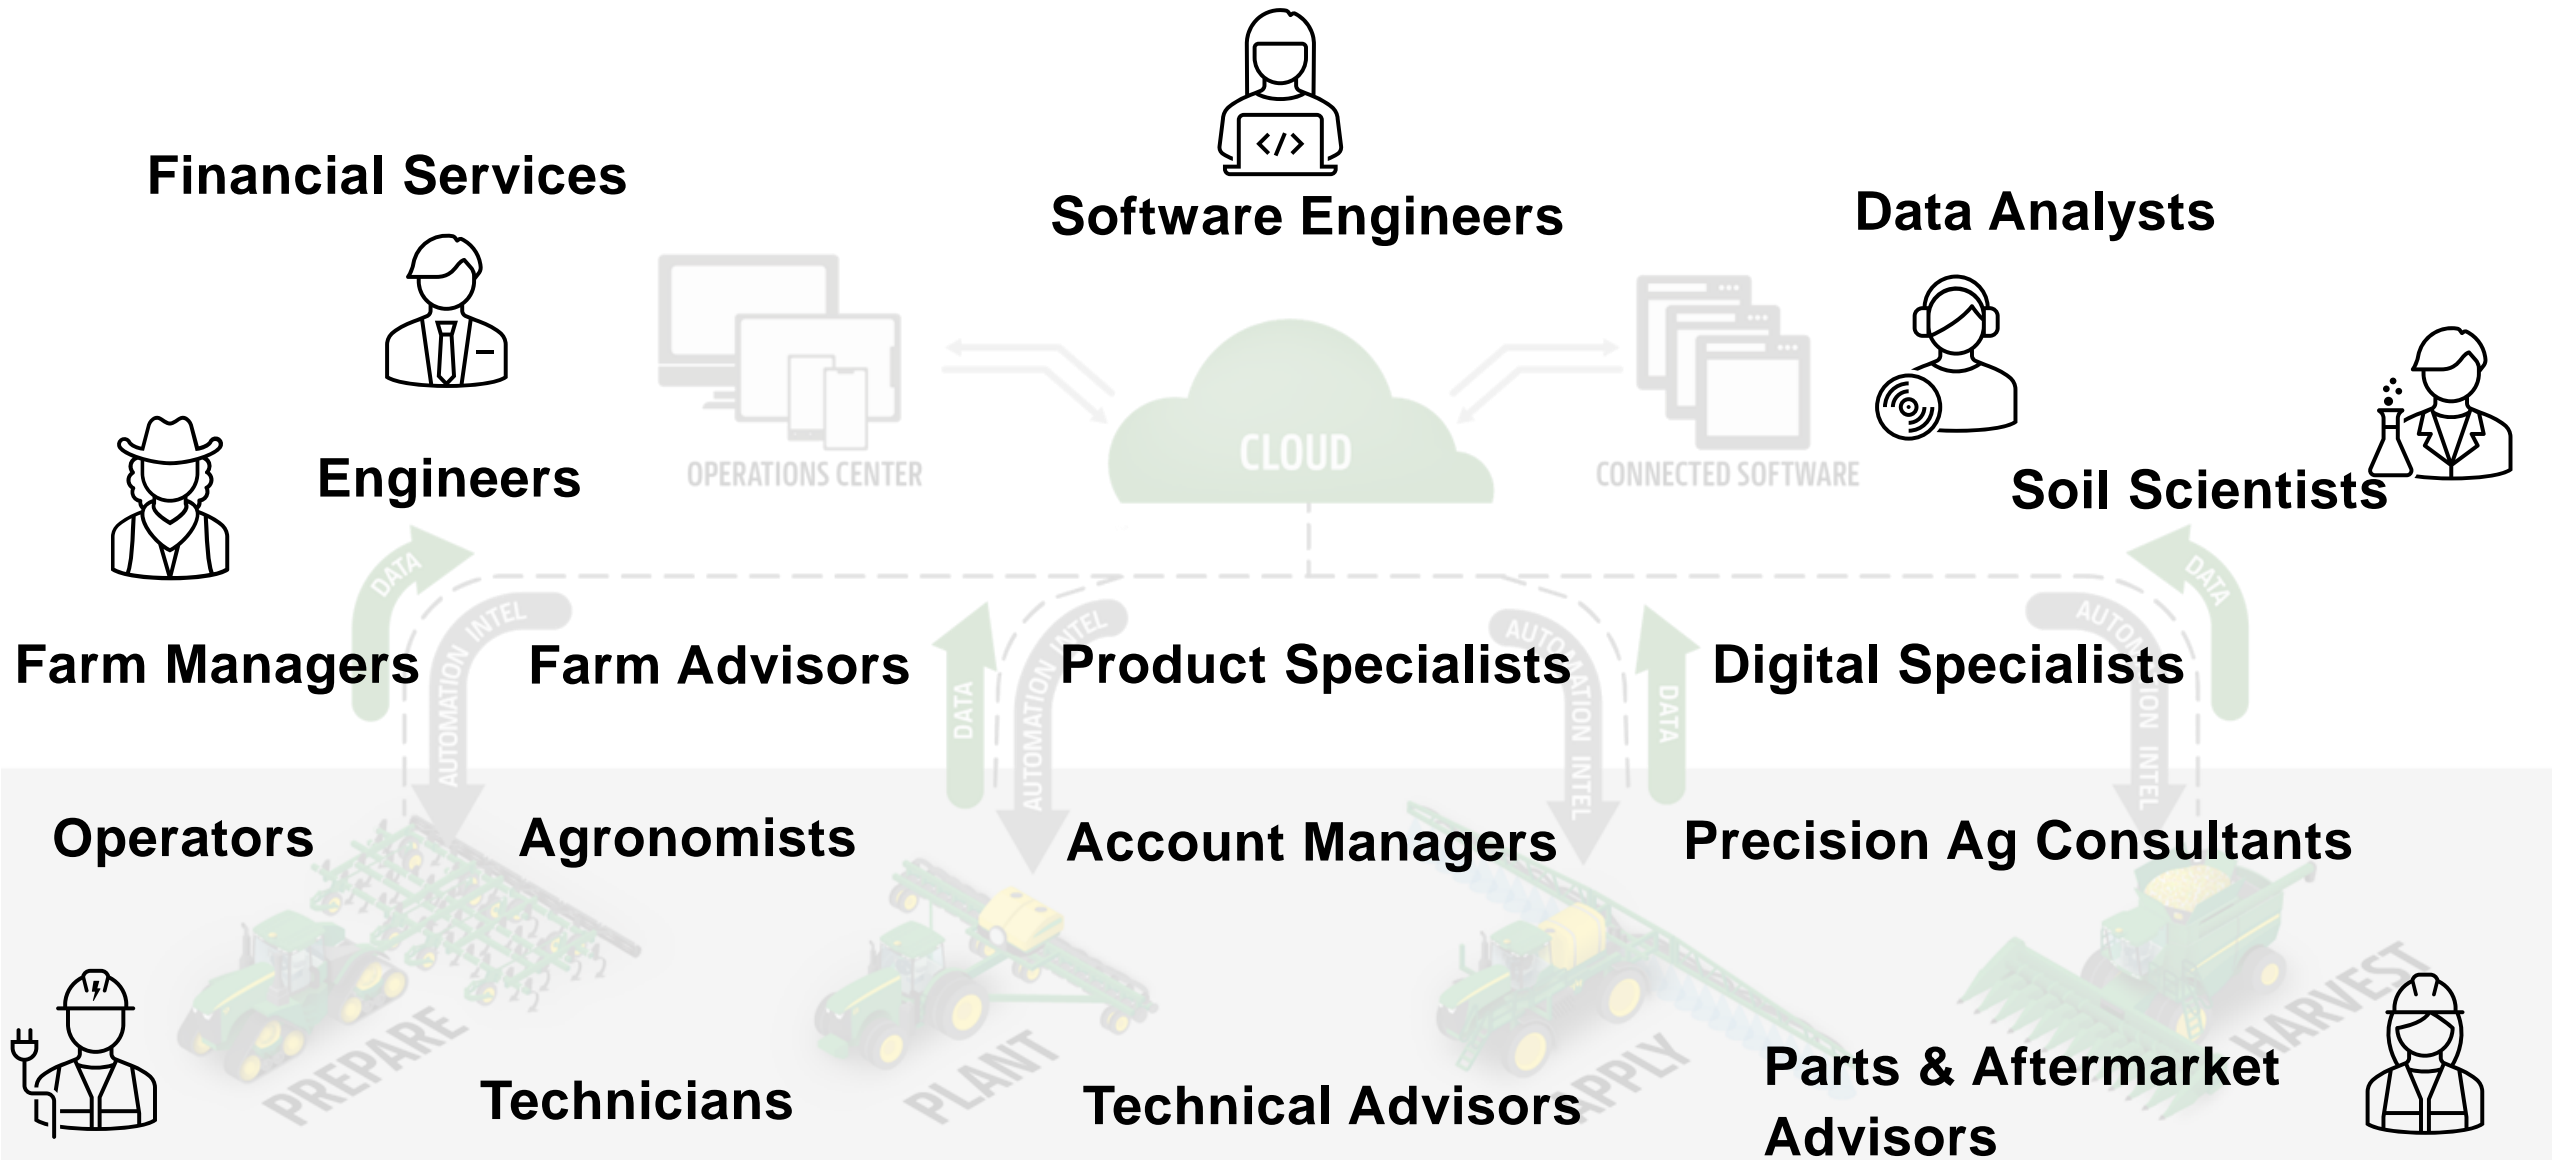 </>
Financial Services
Software Engineers
Data Analysts
CLOUD
Engineers
OPERATIONS CENTER
CONNECTED SOFTWARE
Soil Scientists
DATA
DATA
AUTOMATION INTEL
AUTOMATION INTEL
AUTOMATION INTEL
AUTOMATION INTEL
Farm Managers
Farm Advisors
Product Specialists
Digital Specialists
DATA
DATA
Operators
Agronomists
Account Managers
Precision Ag Consultants
PREPARE
PLANT
APPLY
HARVEST
Technicians
Technical Advisors
Parts & Aftermarket
Advisors